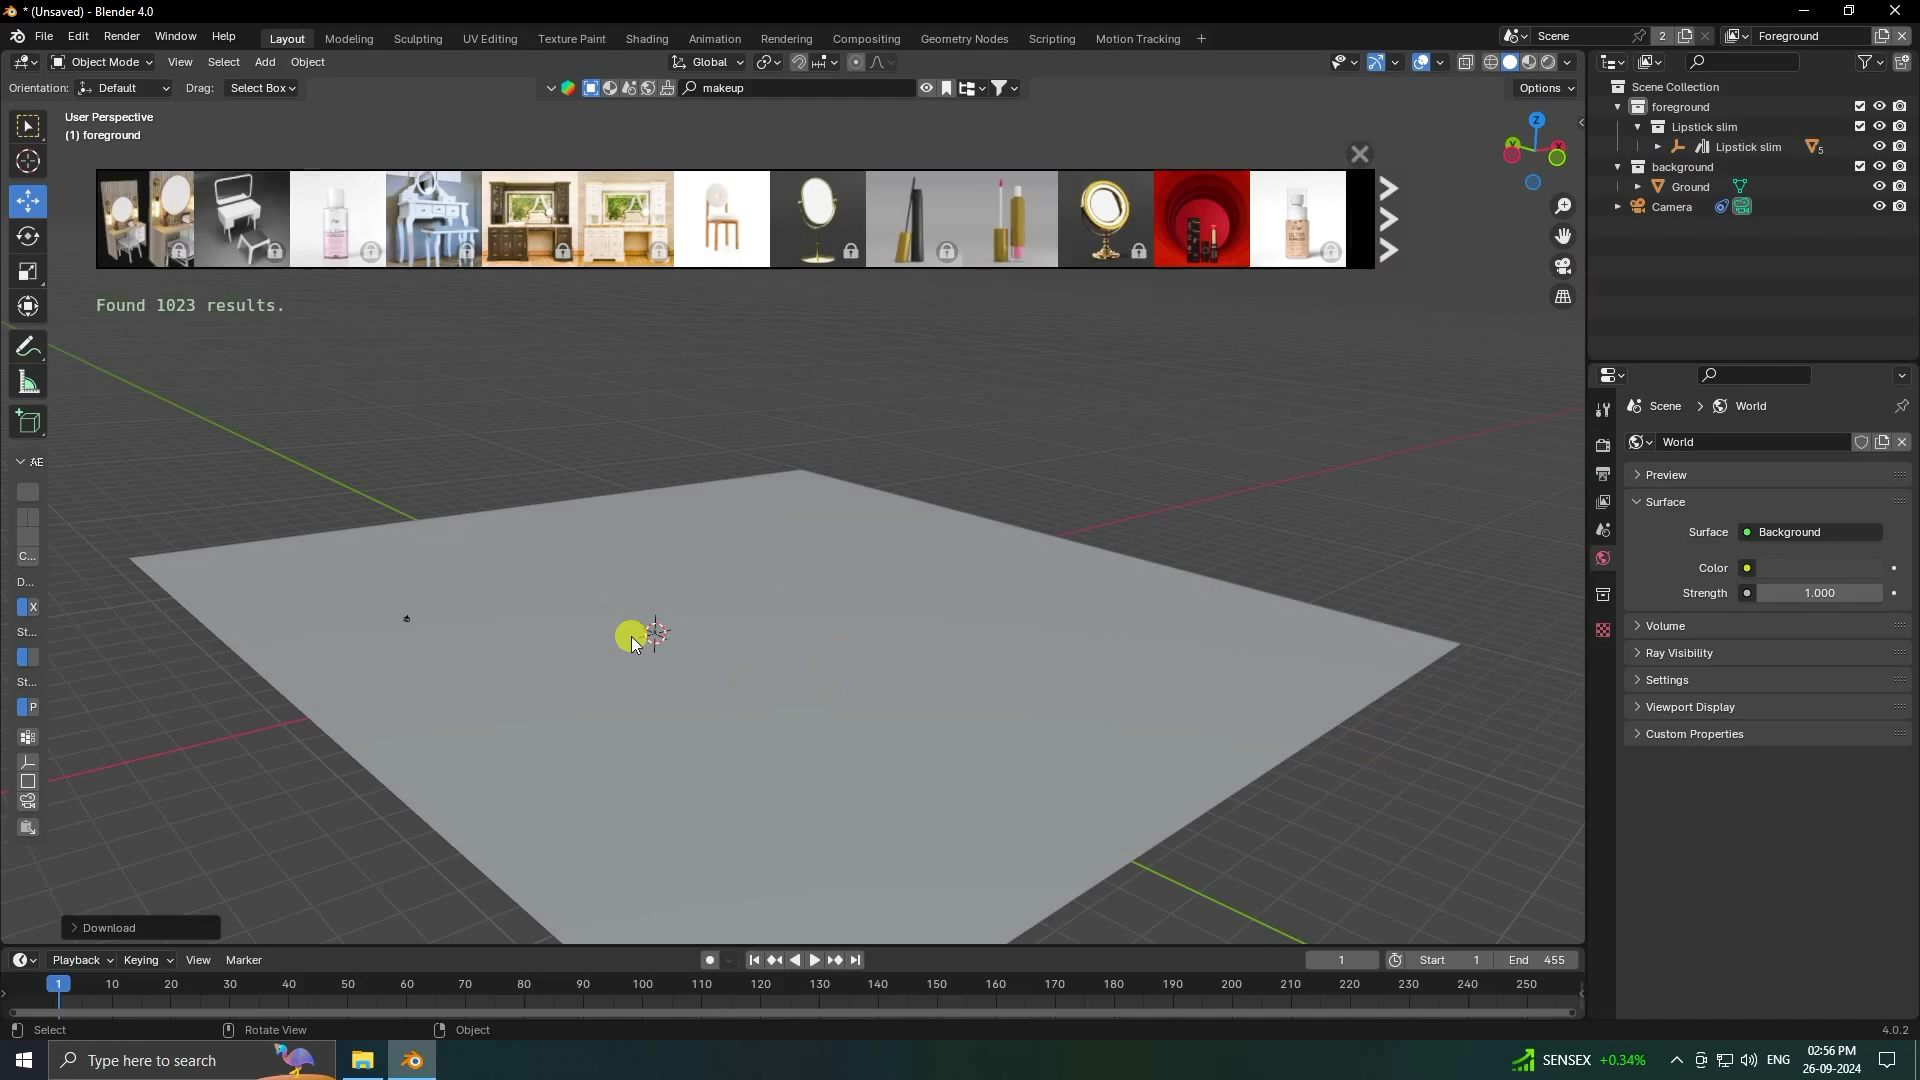 * (Unsaved) - Blender 4.0
File Edit Render Window Help
Layout Modeling Sculpting UV Editing Texture Paint Shading Animation Rendering Compositing Geometry Nodes Scripting Motion Tracking +
Scene 2 Foreground
Object Mode View Select Add Object Global
Orientation: Default Drag: Select Box makeup Options
User Perspective
(1) foreground
Z
Found 1023 results.
Scene Collection
foreground
Lipstick slim
Lipstick slim 5
background
Ground
Camera
Scene > World
World
Preview
Surface
Surface Background
Color
Strength 1.000
Volume
Ray Visibility
Settings
Viewport Display
Custom Properties
AE
C...
D...
X
St...
St...
P
Download
Playback Keying View Marker 1 Start 1 End 455
1 10 20 30 40 50 60 70 80 90 100 110 120 130 140 150 160 170 180 190 200 210 220 230 240 250
Select Rotate View Object 4.0.2
Type here to search SENSEX +0.34% ENG 02:56 PM
26-09-2024